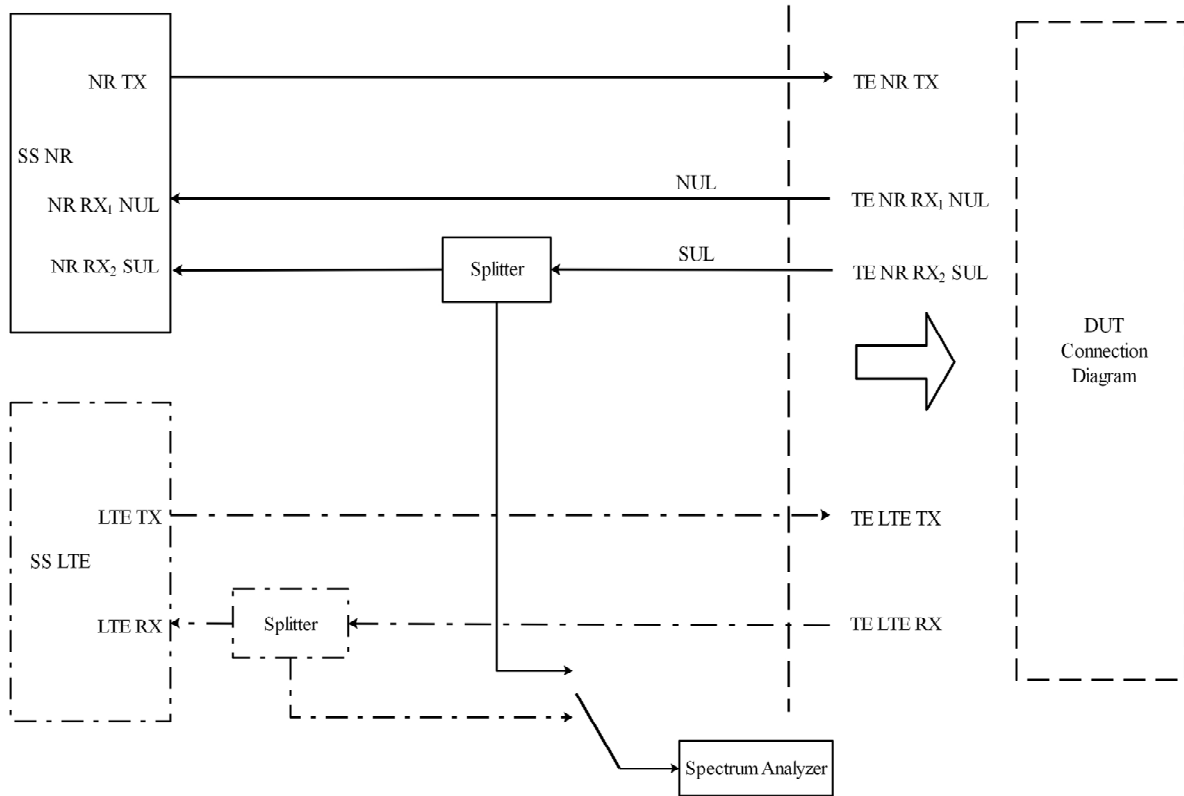 NR TX
TE NR TX
SS NR
NUL
NR RX₁ NUL
TE NR RX₁ NUL
SUL
NR RX₂ SUL
Splitter
TE NR RX₂ SUL
DUT
Connection
Diagram
LTE TX
TE LTE TX
SS LTE
LTE RX
Splitter
TE LTE RX
Spectrum Analyzer